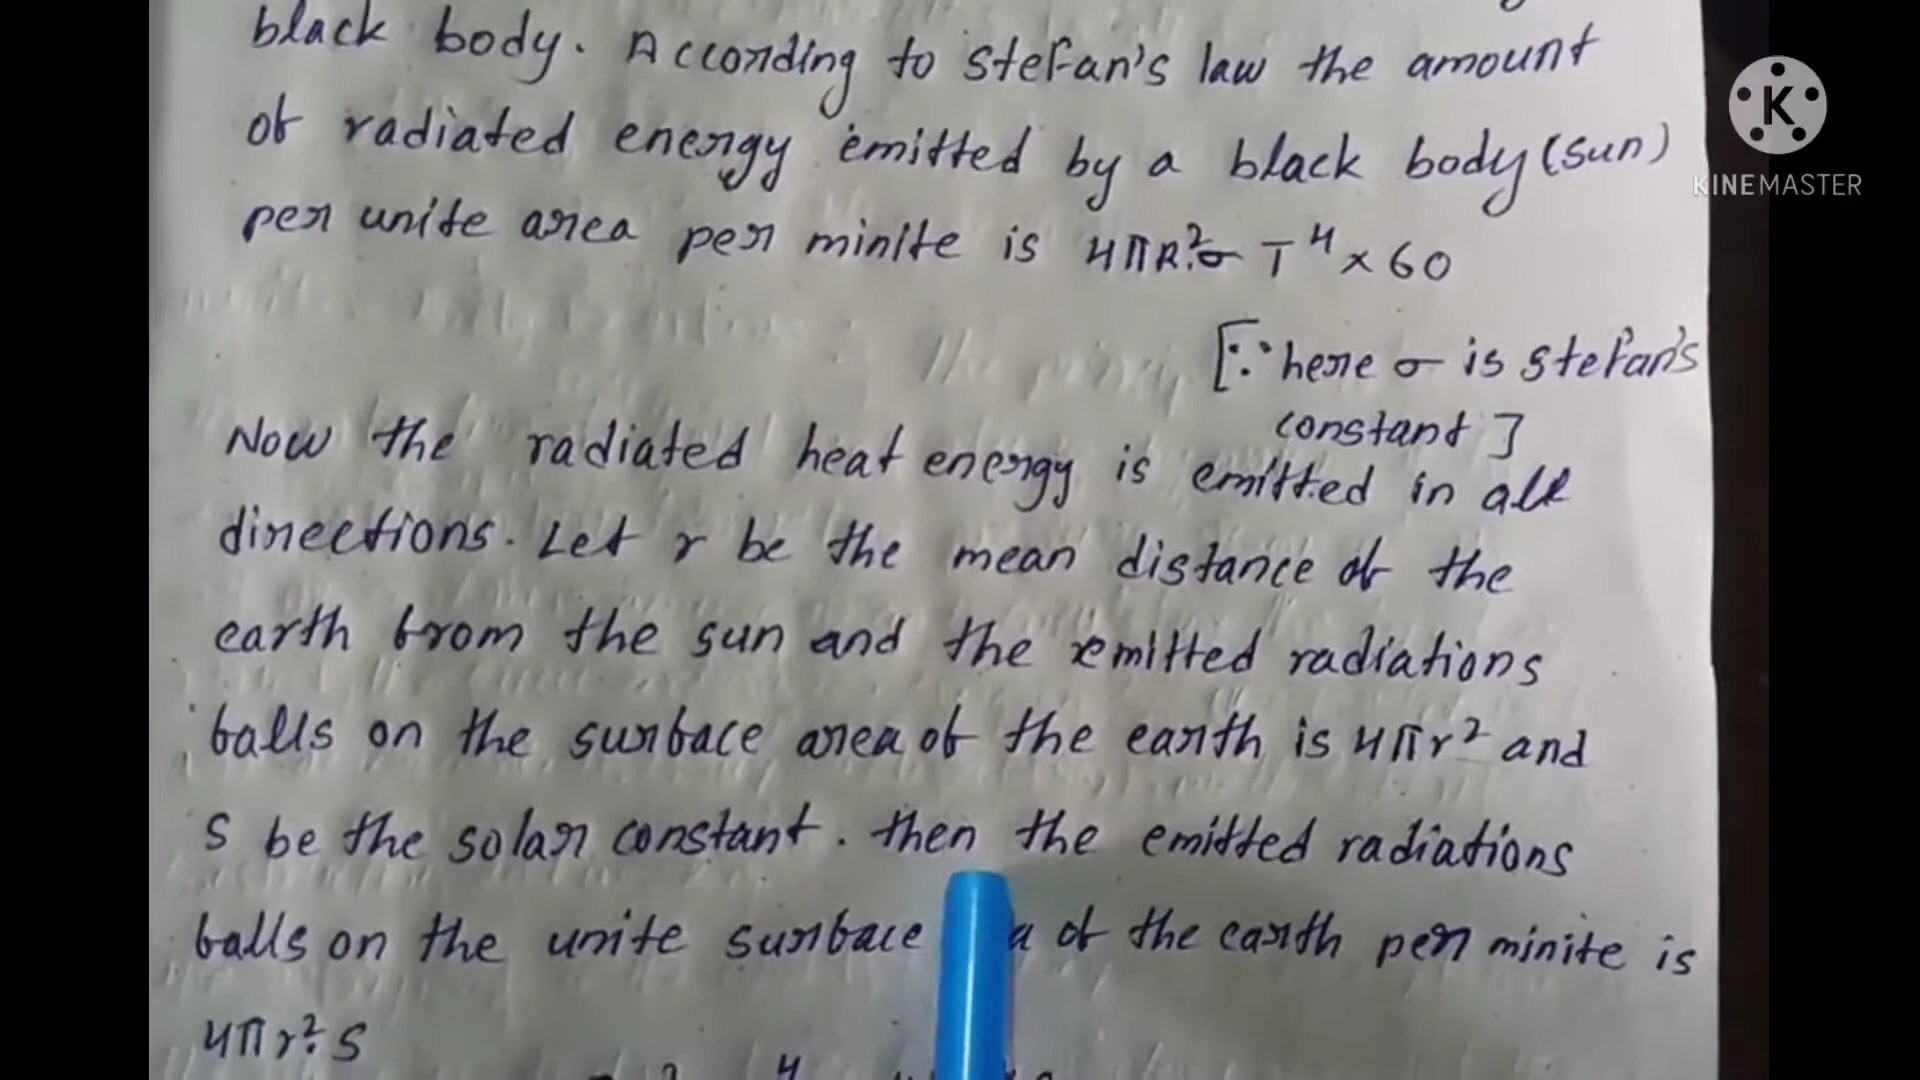 black body. According to stefan's law the amount
of radiated energy emitted by a black body (sun)
per unite area per minite is 4πR².σ T⁴ × 60
[∵ here σ is stefan's
constant]
Now the radiated heat energy is emitted in all
directions. Let r be the mean distance of the
earth from the sun and the emitted radiations
falls on the surface area of the earth is 4πr² and
S be the solar constant. then the emitted radiations
falls on the unite surface of the earth per minite is
4πr².S
K
KINEMASTER